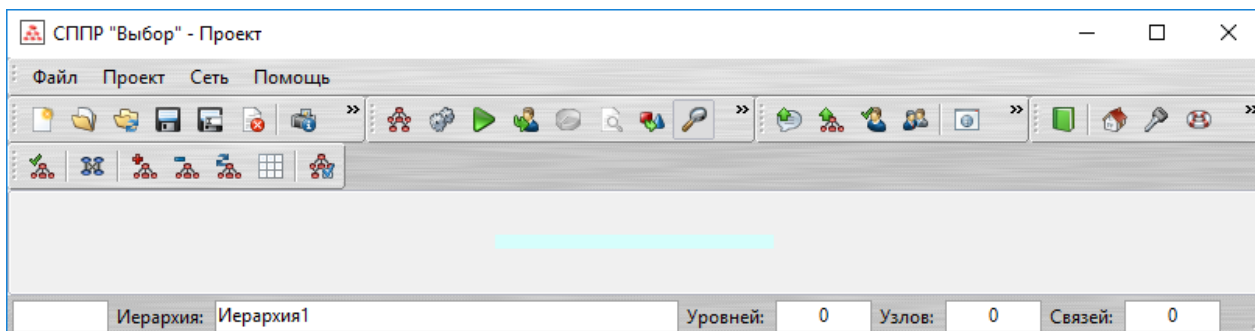 СППР "Выбор" - Проект
Файл Проект Сеть Помощь
Иерархия: Иерархия1 Уровней: 0 Узлов: 0 Связей: 0